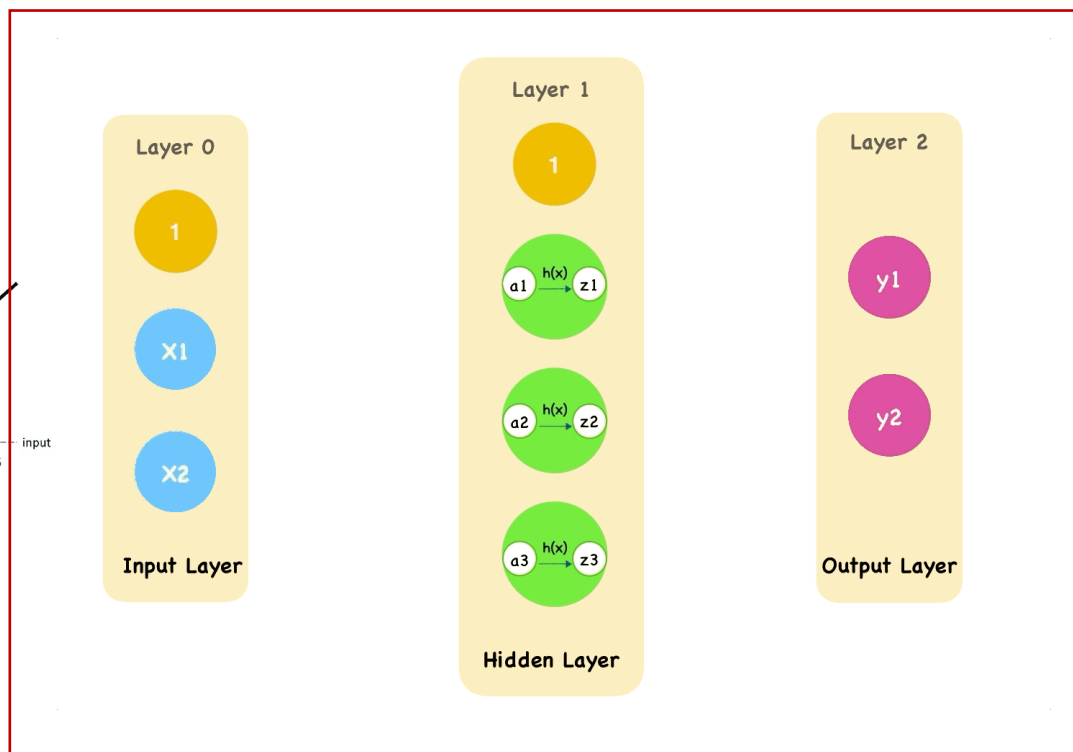 Layer 0
1
X1
X2
Input Layer
Layer 1
1
a1 h(x) z1
a2 h(x) z2
a3 h(x) z3
Hidden Layer
Layer 2
y1
y2
Output Layer
input